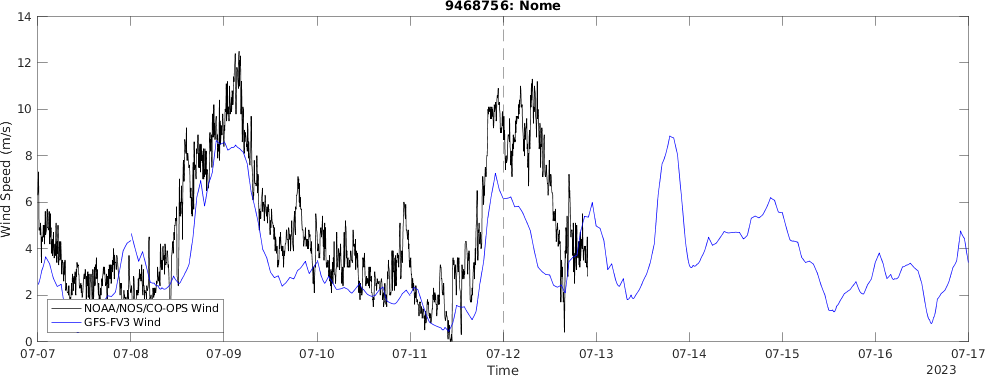 9468756: Nome
Wind Speed (m/s)
14
12
10
8
6
4
2
0
NOAA/NOS/CO-OPS Wind
GFS-FV3 Wind
07-07 07-08 07-09 07-10 07-11 07-12 07-13 07-14 07-15 07-16 07-17
Time
2023